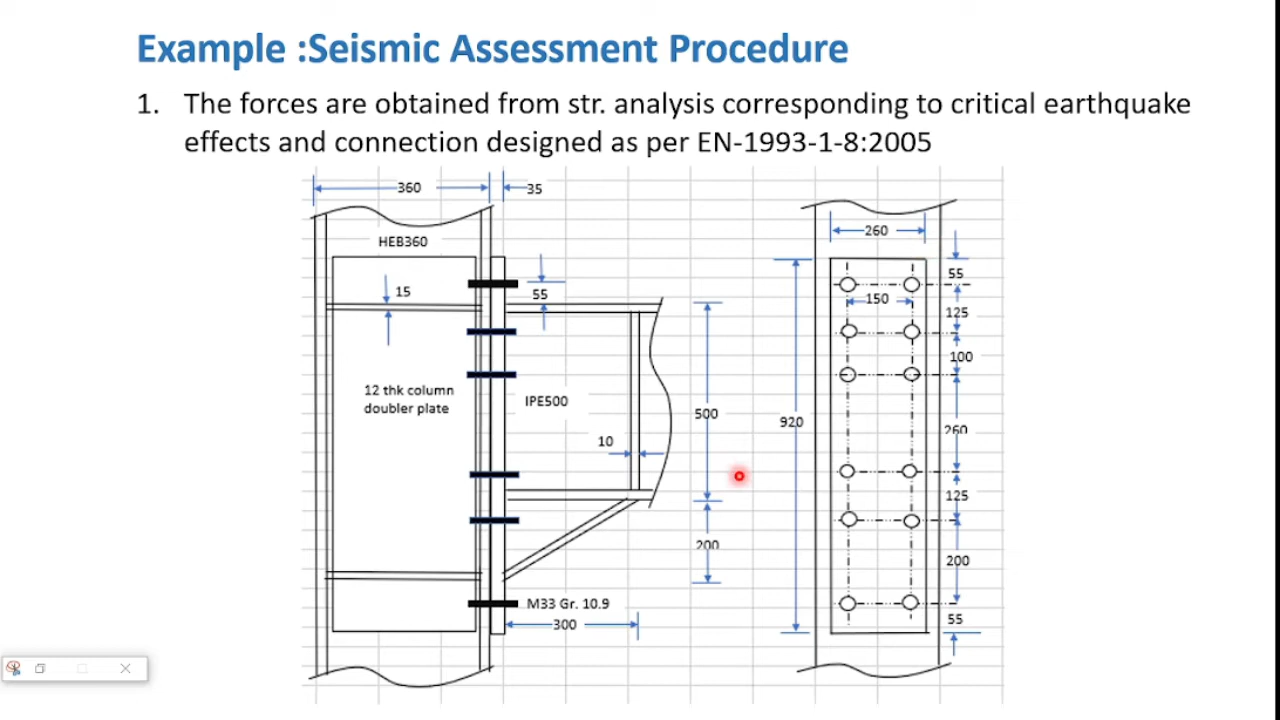 Example :Seismic Assessment Procedure
1. The forces are obtained from str. analysis corresponding to critical earthquake
effects and connection designed as per EN-1993-1-8:2005
360
35
HEB360
15
55
12 thk column
doubler plate
IPE500
10
500
200
M33 Gr. 10.9
300
260
920
150
55
125
100
260
125
200
55